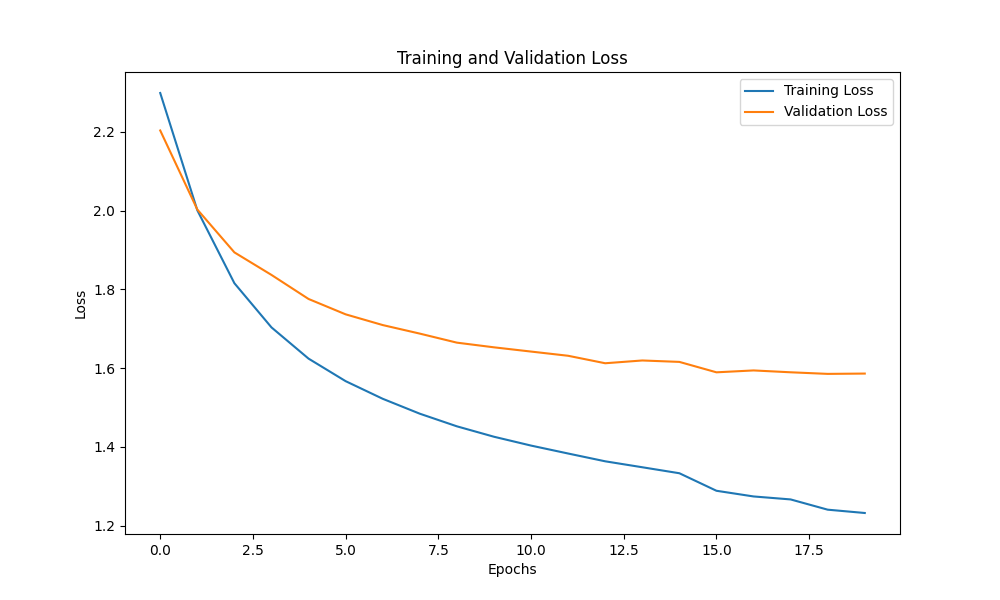 Training and Validation Loss
Training Loss
Validation Loss
2.2
2.0
1.8
1.6
1.4
1.2
Loss
0.0 2.5 5.0 7.5 10.0 12.5 15.0 17.5
Epochs